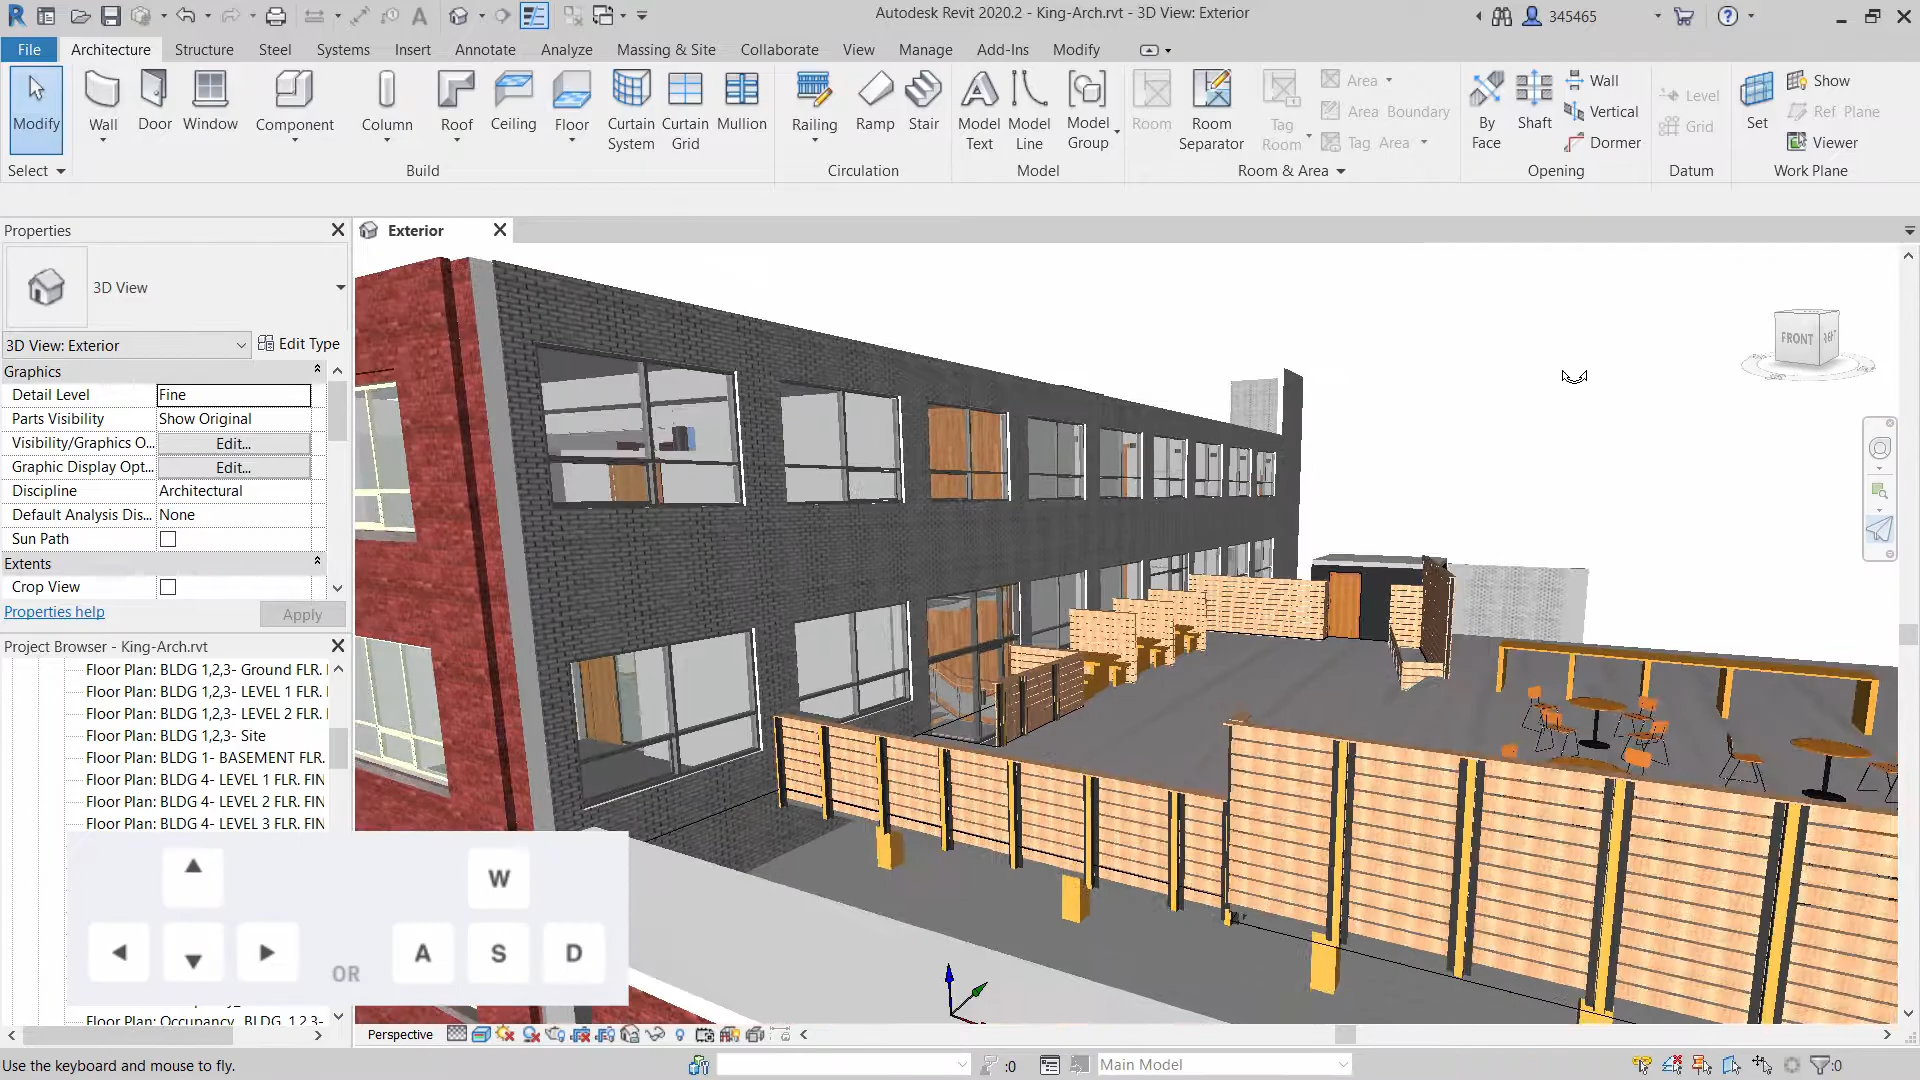 Autodesk Revit 2020.2 - King-Arch.rvt - 3D View: Exterior
345465
File Architecture Structure Steel Systems Insert Annotate Analyze Massing & Site Collaborate View Manage Add-Ins Modify
Modify
Wall
Door
Window
Component
Column
Roof
Ceiling
Floor
Curtain System
Curtain Grid
Mullion
Railing
Ramp
Stair
Model Text
Model Line
Model Group
Room
Room Separator
Tag Room
Area
Area Boundary
Tag Area
By Face
Shaft
Wall
Vertical
Dormer
Level
Grid
Set
Show
Ref Plane
Viewer
Select
Build
Circulation
Model
Room & Area
Opening
Datum
Work Plane
Properties
3D View
3D View: Exterior
Edit Type
Graphics
Detail Level Fine
Parts Visibility Show Original
Visibility/Graphics O... Edit...
Graphic Display Opt... Edit...
Discipline Architectural
Default Analysis Dis... None
Sun Path
Extents
Crop View
Properties help
Apply
Project Browser - King-Arch.rvt
Floor Plan: BLDG 1,2,3- Ground FLR.
Floor Plan: BLDG 1,2,3- LEVEL 1 FLR.
Floor Plan: BLDG 1,2,3- LEVEL 2 FLR.
Floor Plan: BLDG 1,2,3- Site
Floor Plan: BLDG 1- BASEMENT FLR.
Floor Plan: BLDG 4- LEVEL 1 FLR. FIN
Floor Plan: BLDG 4- LEVEL 2 FLR. FIN
Floor Plan: BLDG 4- LEVEL 3 FLR. FIN
Floor Plan: Occupancy_ BLDG 1,2,3-
W
A S D
OR
Exterior
FRONT
Perspective
Use the keyboard and mouse to fly.
:0
Main Model
:0